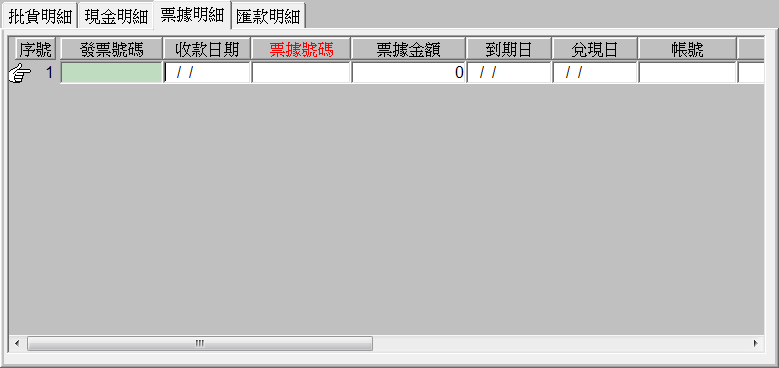 批貨明細 現金明細 票據明細 匯款明細
序號 發票號碼 收款日期 票據號碼 票據金額 到期日 兌現日 帳號
1 / / 0 / / / /